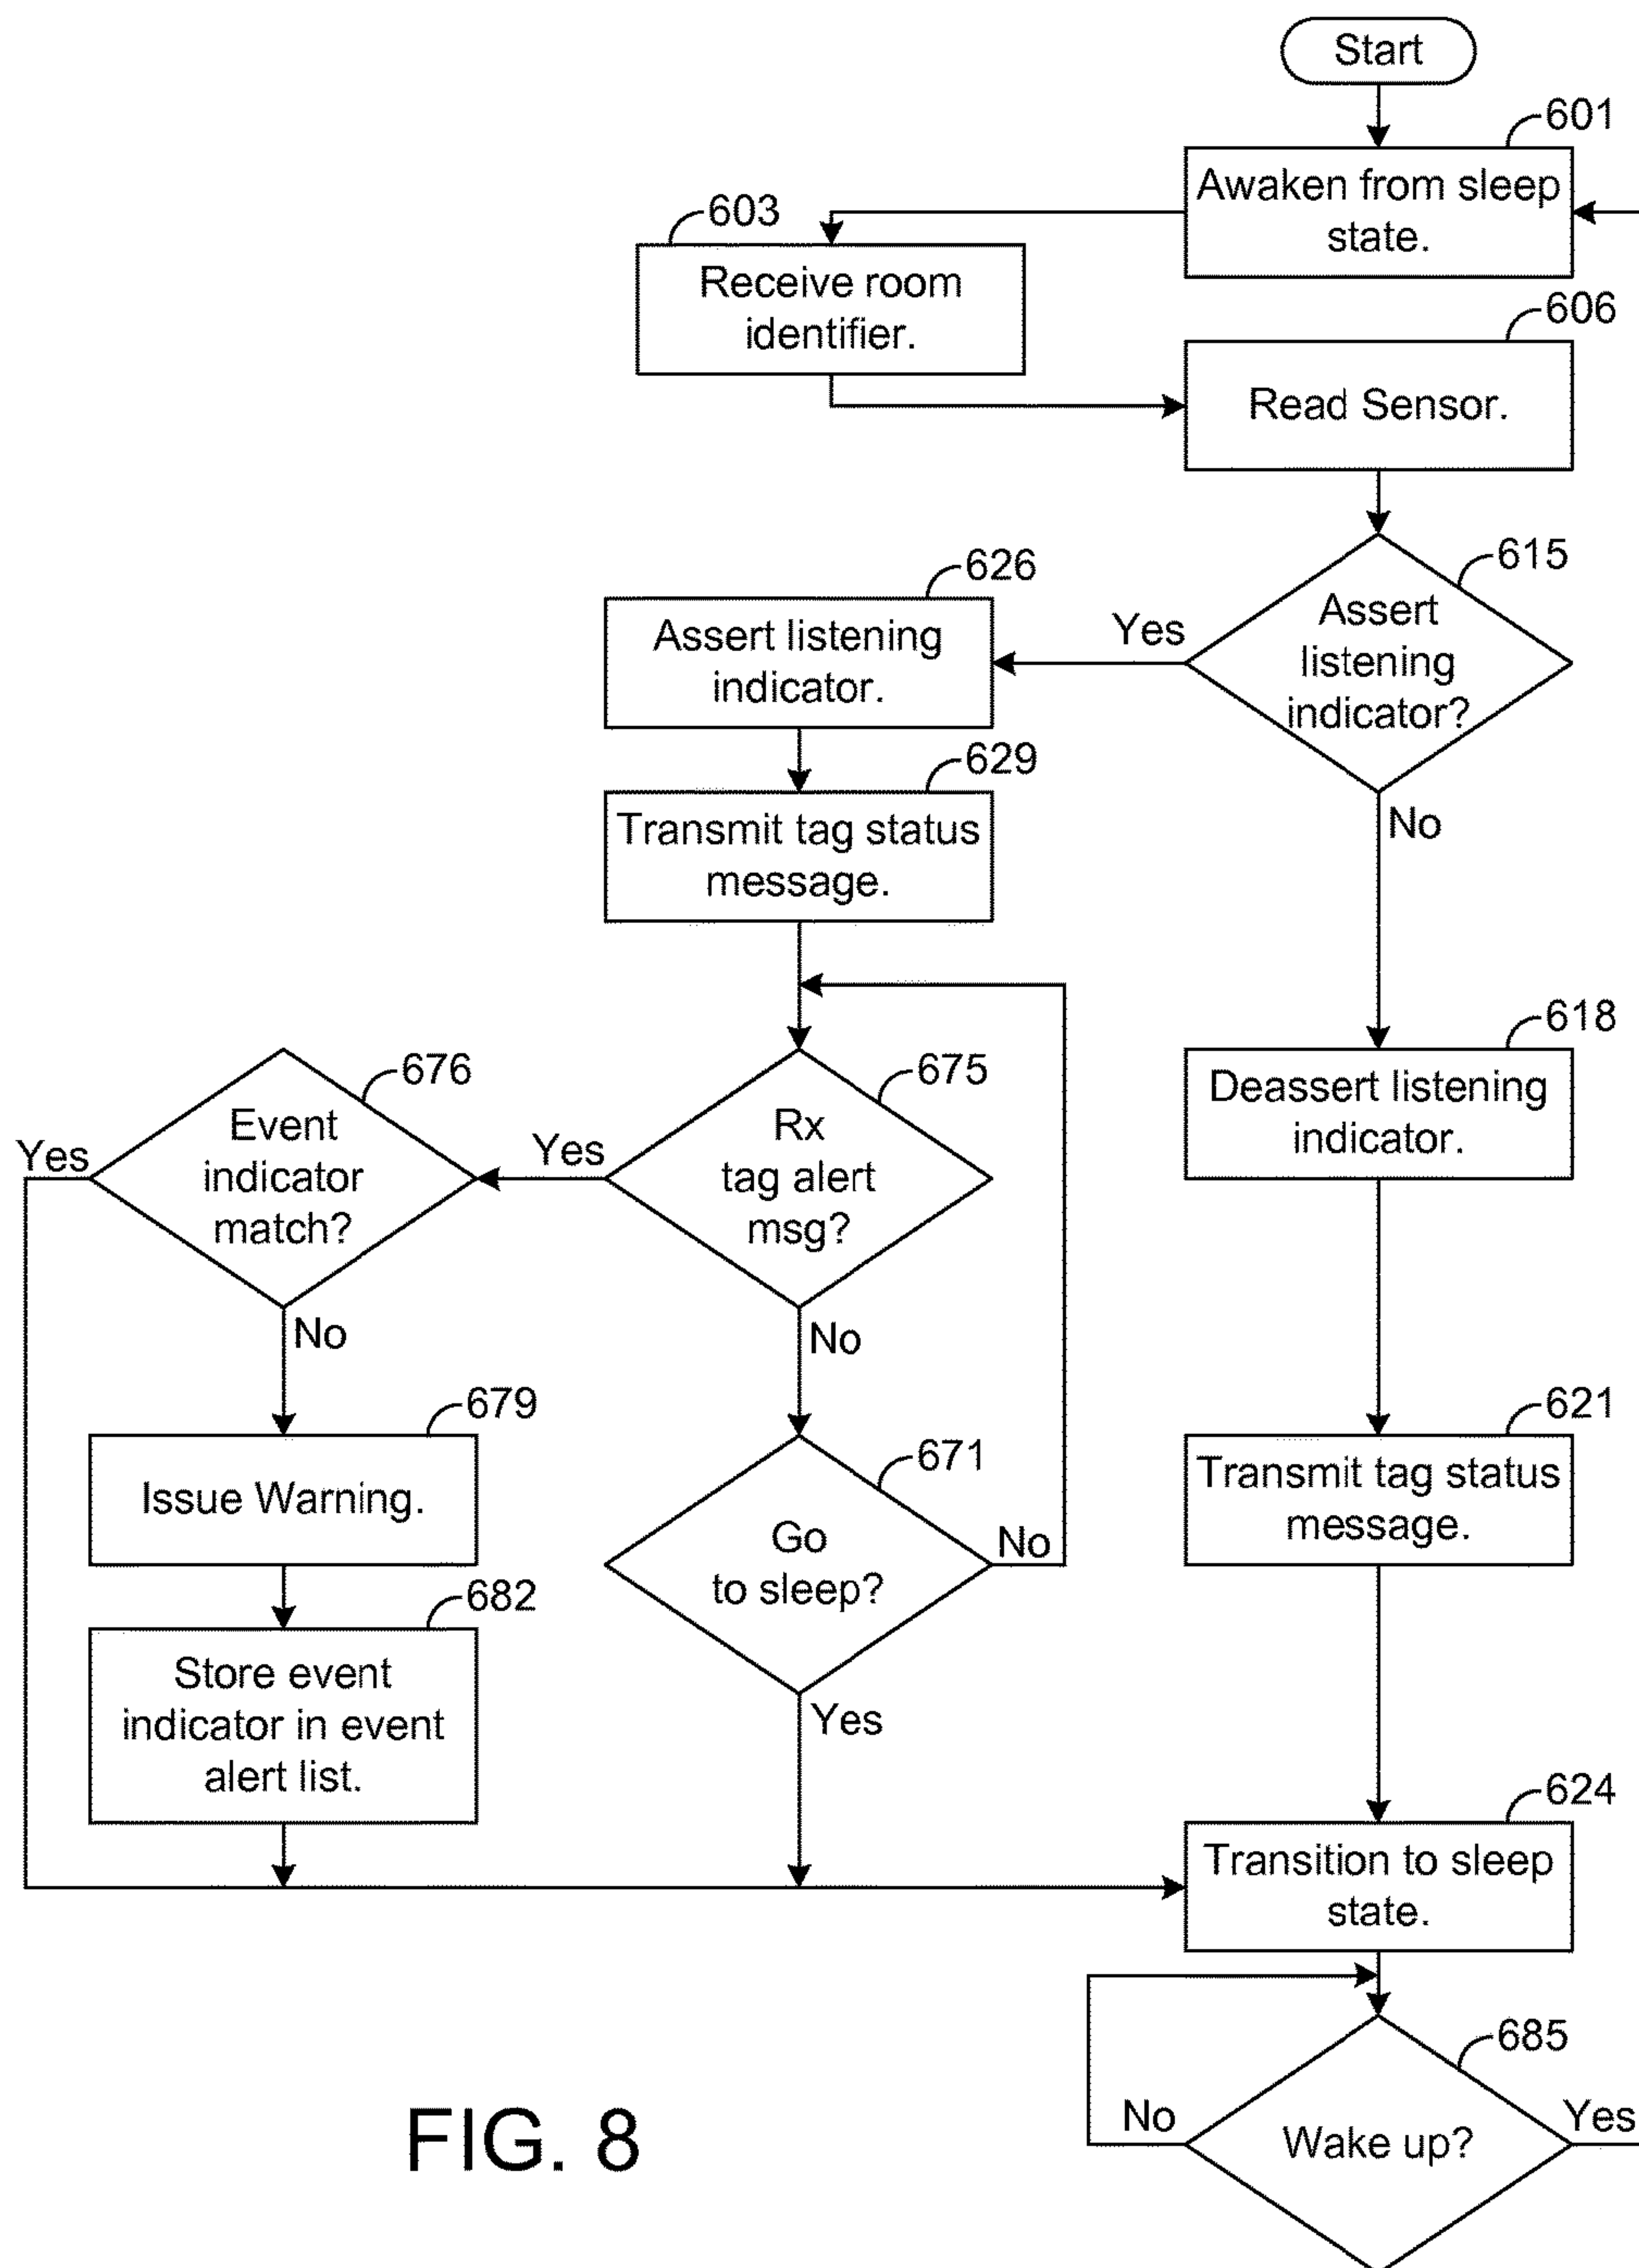 Start
601
Awaken from sleep
state.
603
Receive room
identifier.
606
Read Sensor.
615
Assert
listening
indicator?
Yes
No
626
Assert listening
indicator.
629
Transmit tag status
message.
618
Deassert listening
indicator.
676
Event
indicator
match?
Yes
No
675
Rx
tag alert
msg?
Yes
No
679
Issue Warning.
671
Go
to sleep?
No
Yes
621
Transmit tag status
message.
682
Store event
indicator in event
alert list.
624
Transition to sleep
state.
685
Wake up?
No
Yes
FIG. 8